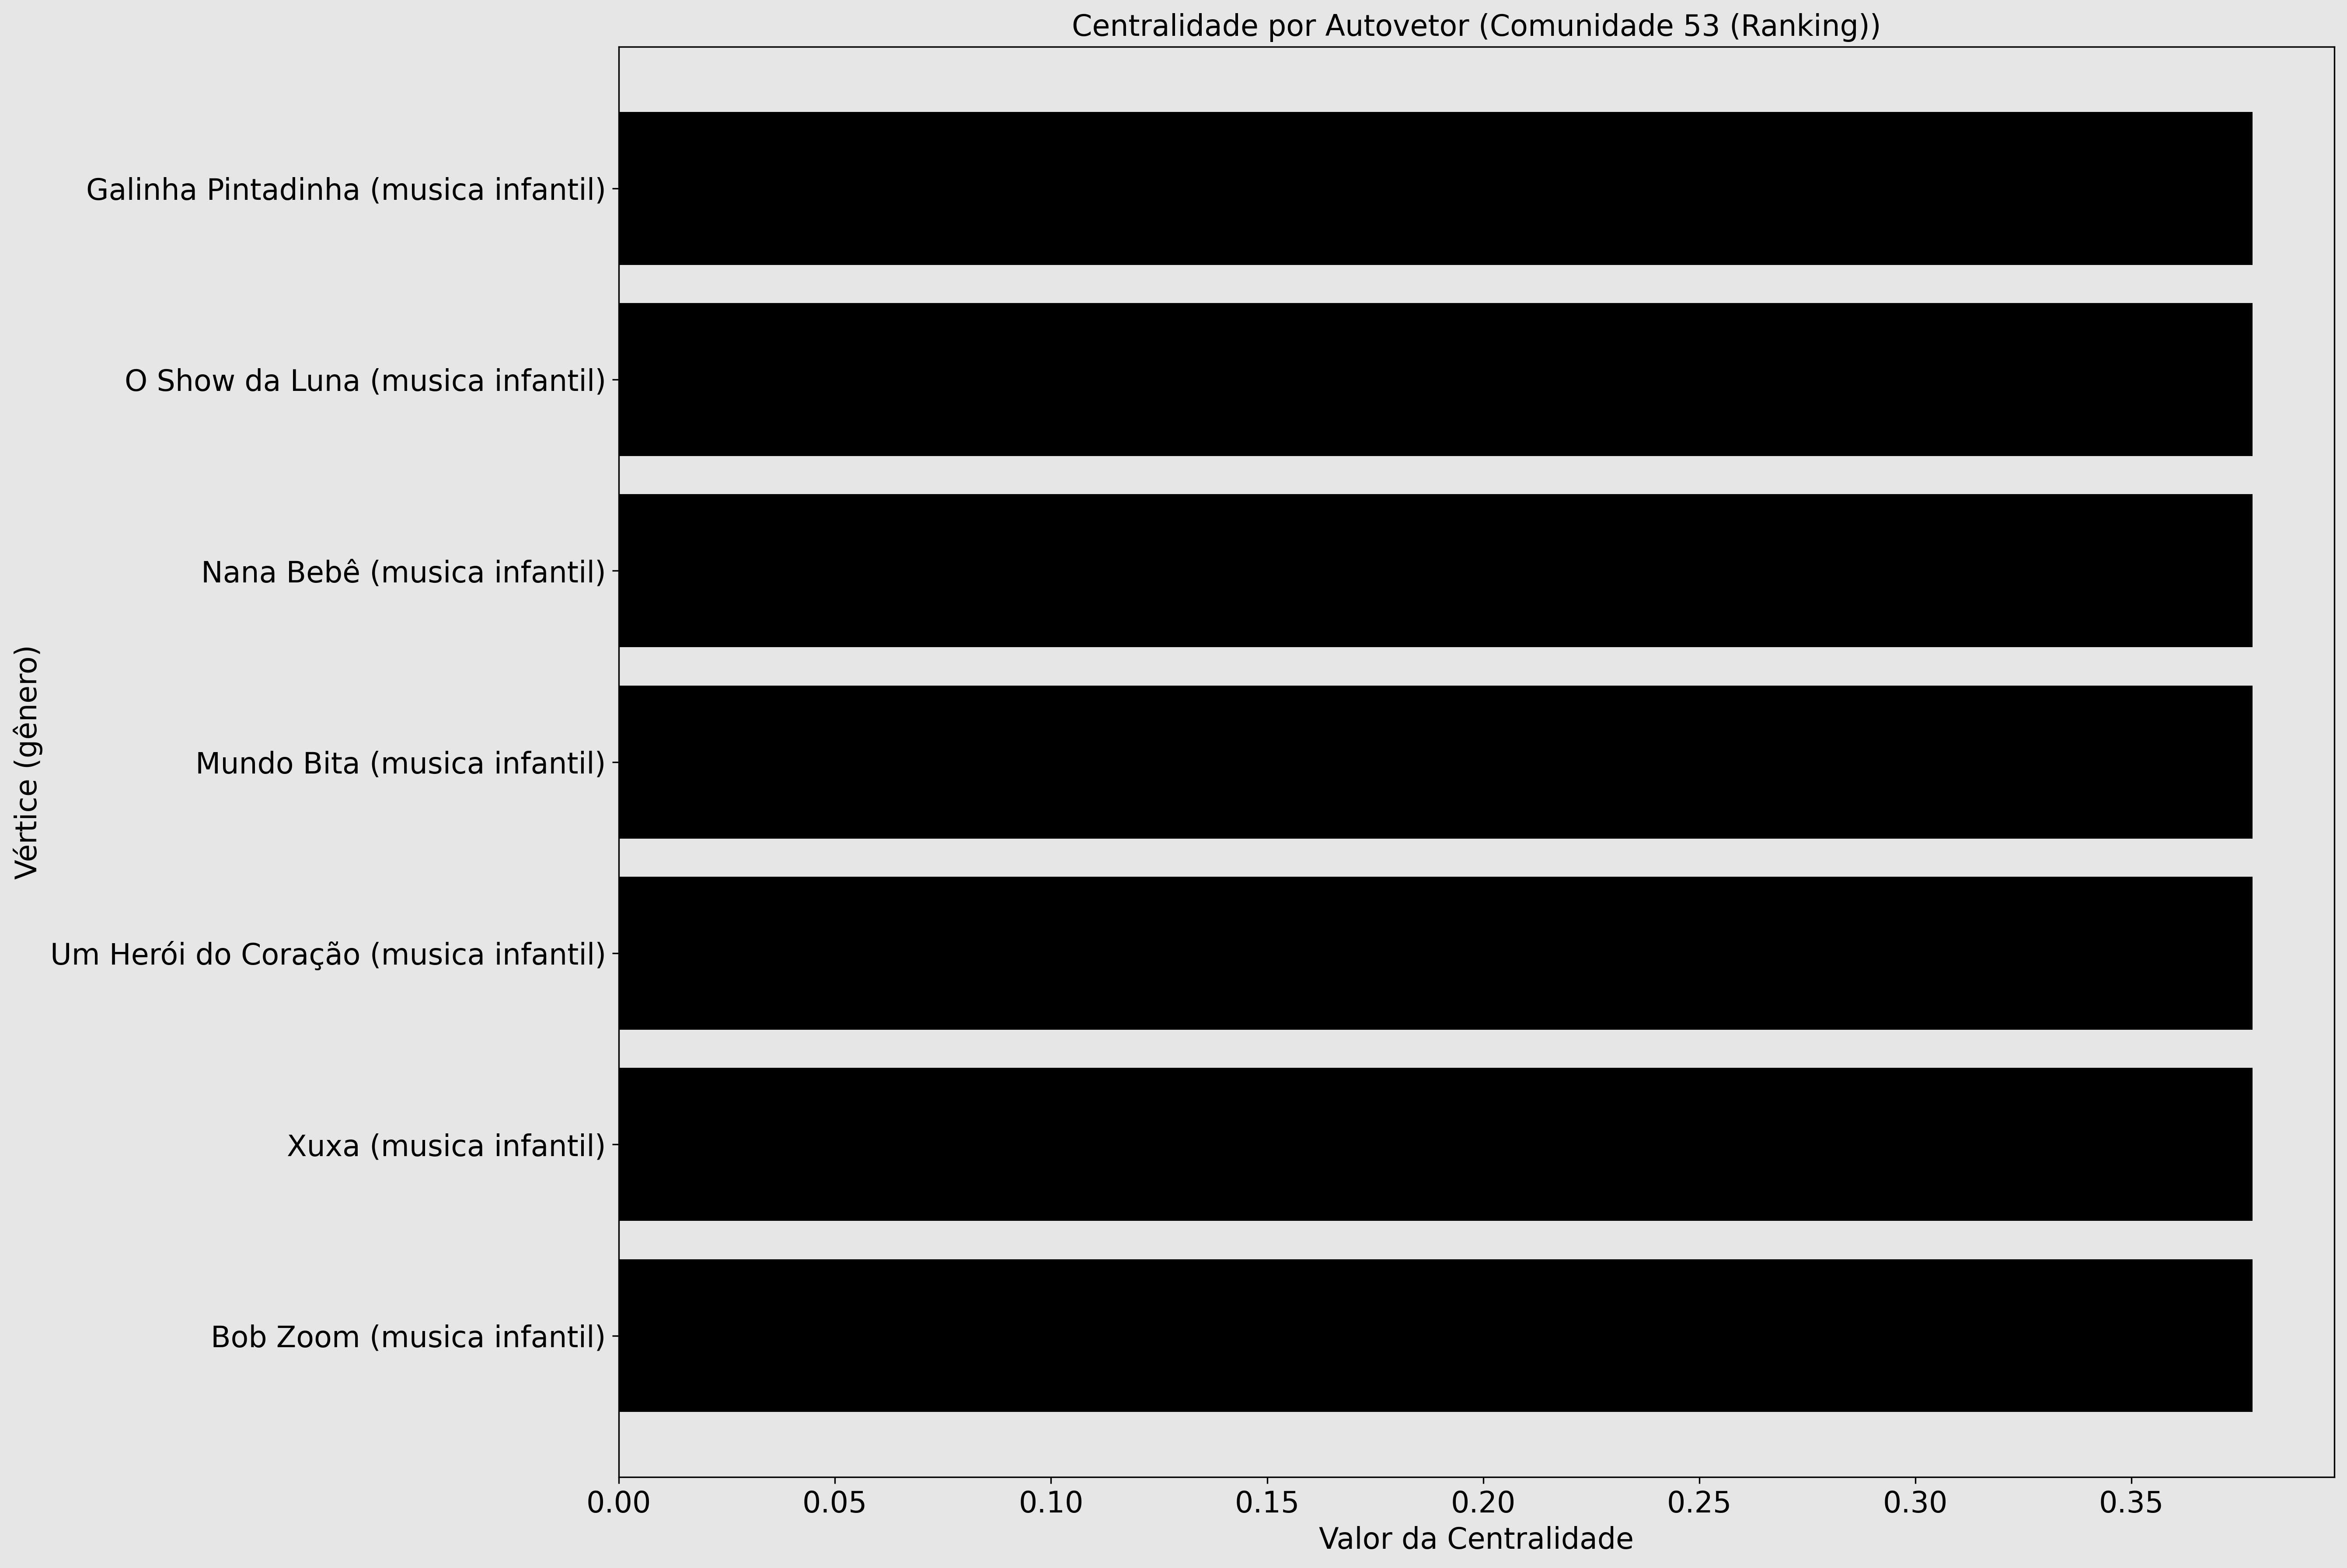 Centralidade por Autovetor (Comunidade 53 (Ranking))
Vértice (gênero)
Galinha Pintadinha (musica infantil)
O Show da Luna (musica infantil)
Nana Bebê (musica infantil)
Mundo Bita (musica infantil)
Um Herói do Coração (musica infantil)
Xuxa (musica infantil)
Bob Zoom (musica infantil)
0.00 0.05 0.10 0.15 0.20 0.25 0.30 0.35
Valor da Centralidade